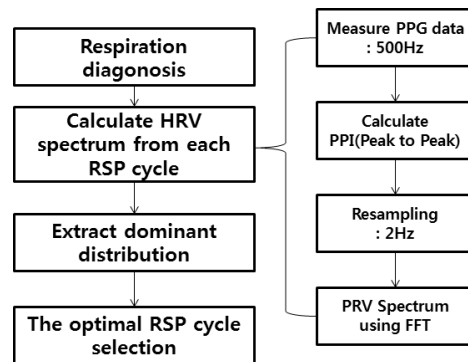 Respiration
diagonosis
Calculate HRV
spectrum from each
RSP cycle
Extract dominant
distribution
The optimal RSP cycle
selection
Measure PPG data
: 500Hz
Calculate
PPI(Peak to Peak)
Resampling
: 2Hz
PRV Spectrum
using FFT